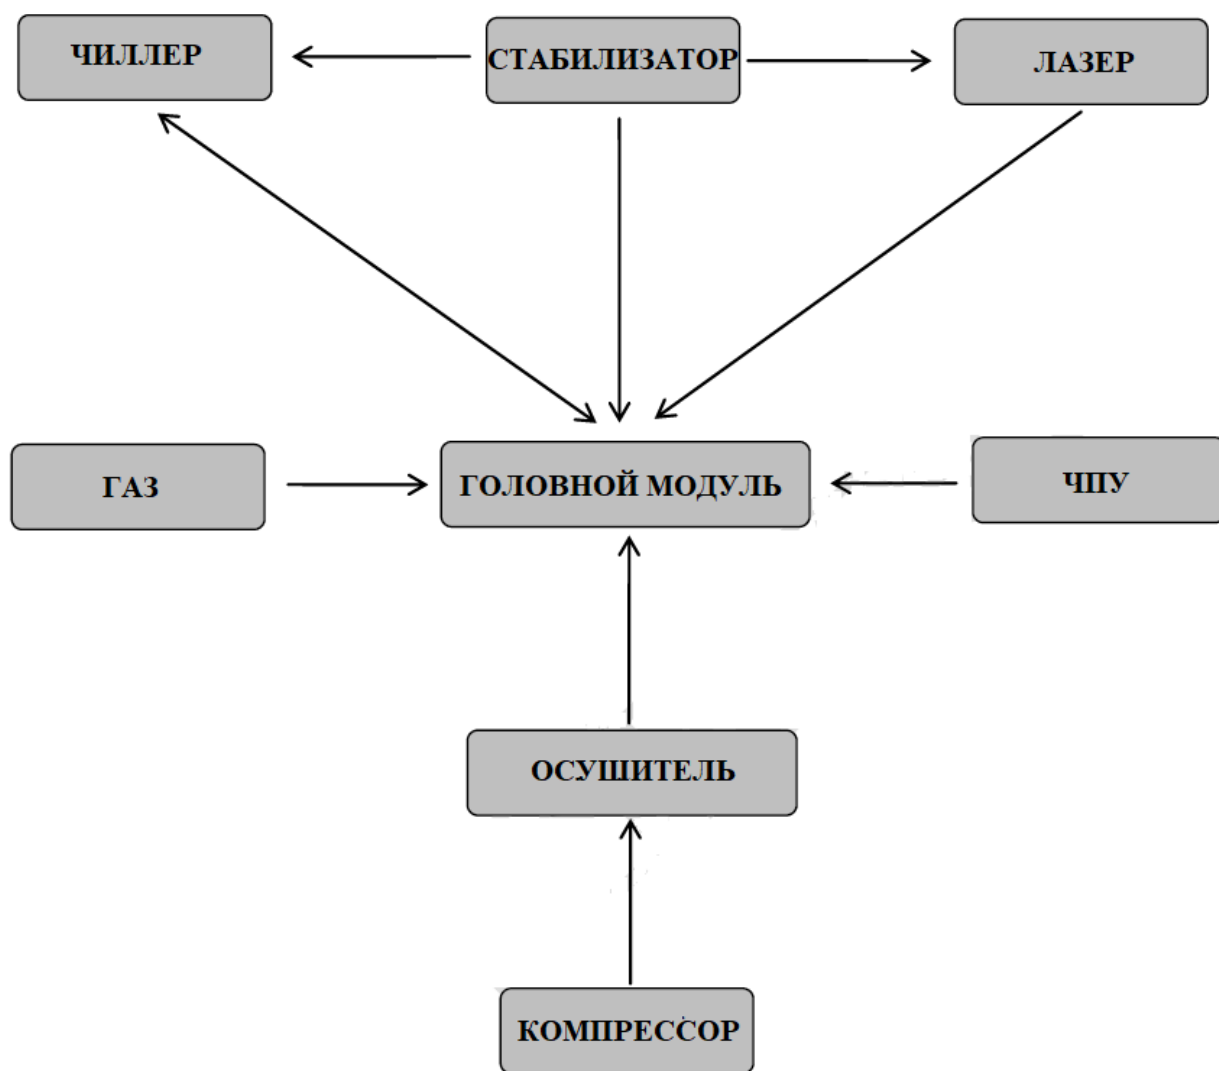 ЧИЛЛЕР
СТАБИЛИЗАТОР
ЛАЗЕР
ГАЗ
ГОЛОВНОЙ МОДУЛЬ
ЧПУ
ОСУШИТЕЛЬ
КОМПРЕССОР